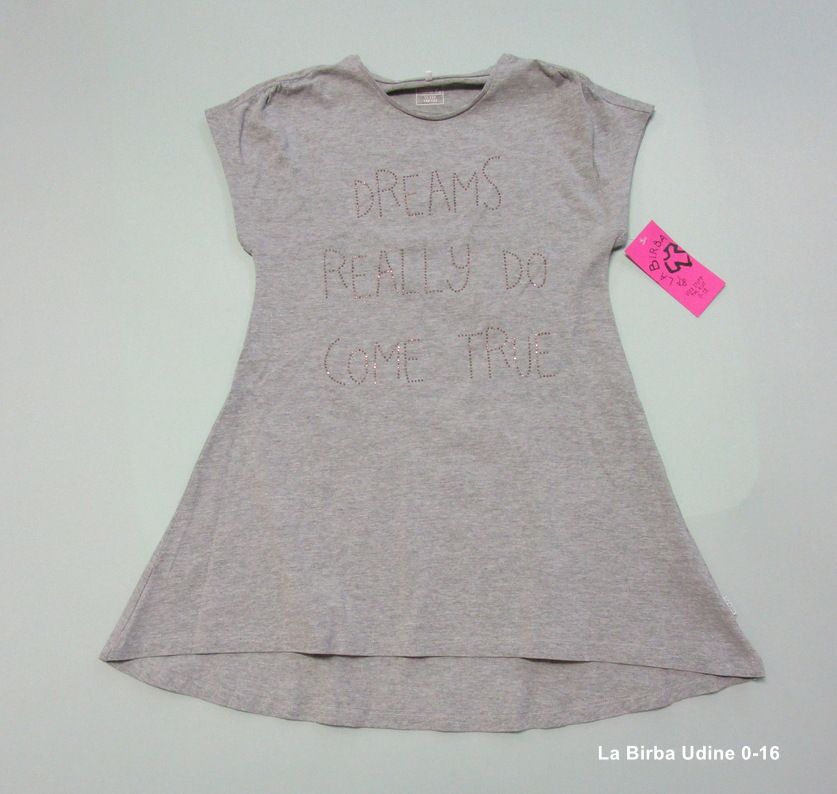 DREAMS
REALLY DO
COME TRUE
LA BIRBA
La Birba Udine 0-16